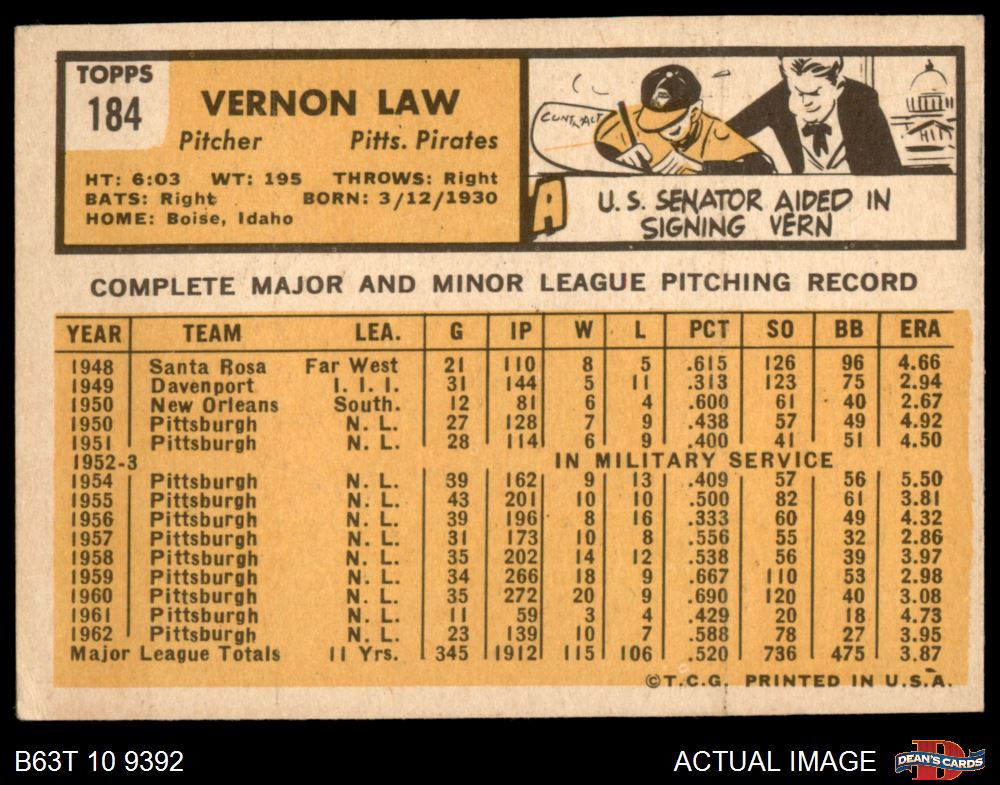 TOPPS
184
VERNON LAW
Pitcher Pitts. Pirates
HT: 6:03 WT: 195 THROWS: Right
BATS: Right BORN: 3/12/1930
HOME: Boise, Idaho
CONTRACT
U. S. SENATOR AIDED IN
SIGNING VERN
COMPLETE MAJOR AND MINOR LEAGUE PITCHING RECORD
YEAR TEAM LEA. G IP W L PCT SO BB ERA
1948 Santa Rosa Far West 21 110 8 5 .615 126 96 4.66
1949 Davenport I. I. I. 31 144 5 11 .313 123 75 2.94
1950 New Orleans South. 12 81 6 4 .600 61 40 2.67
1950 Pittsburgh N. L. 27 128 7 9 .438 57 49 4.92
1951 Pittsburgh N. L. 28 114 6 9 .400 41 51 4.50
1952-3 IN MILITARY SERVICE
1954 Pittsburgh N. L. 39 162 9 13 .409 57 56 5.50
1955 Pittsburgh N. L. 43 201 10 10 .500 82 61 3.81
1956 Pittsburgh N. L. 39 196 8 16 .333 60 49 4.32
1957 Pittsburgh N. L. 31 173 10 8 .556 55 32 2.86
1958 Pittsburgh N. L. 35 202 14 12 .538 56 39 3.97
1959 Pittsburgh N. L. 34 266 18 9 .667 110 53 2.98
1960 Pittsburgh N. L. 35 272 20 9 .690 120 40 3.08
1961 Pittsburgh N. L. 11 59 3 4 .429 20 18 4.73
1962 Pittsburgh N. L. 23 139 10 7 .588 78 27 3.95
Major League Totals 11 Yrs. 345 1912 115 106 .520 736 475 3.87
©T.C.G. PRINTED IN U.S.A.
B63T 10 9392 ACTUAL IMAGE
DEAN'S CARDS